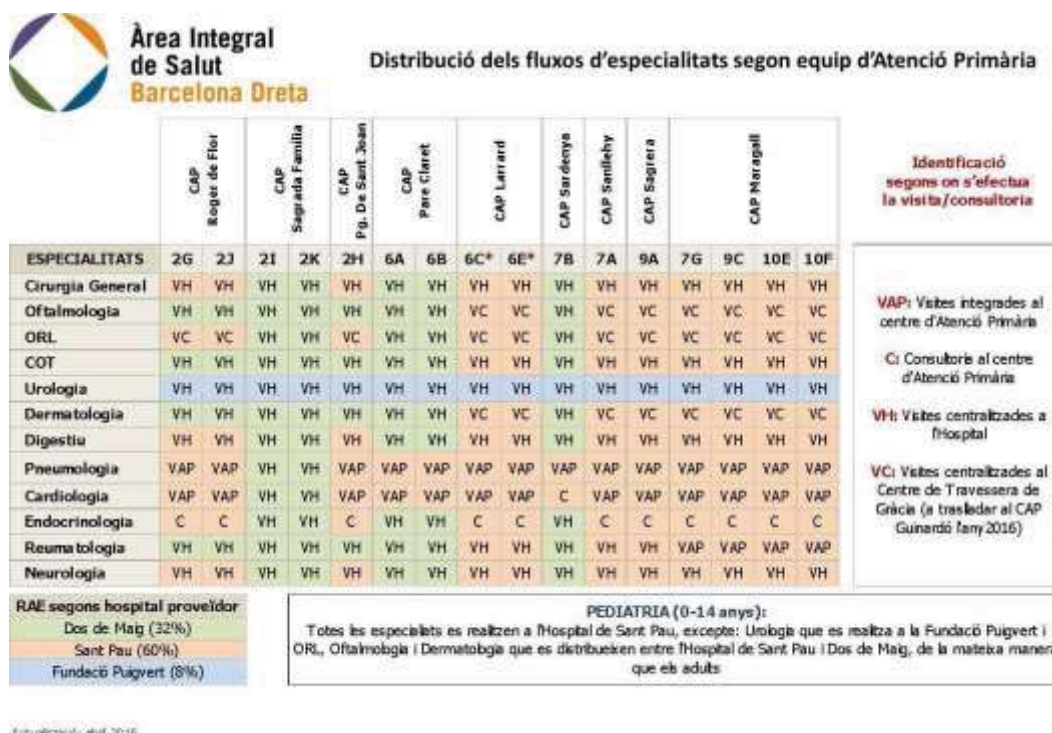 Àrea Integral
de Salut
Barcelona Dreta
Distribució dels fluxos d'especialitats segon equip d'Atenció Primària
CAP Roger de Flor
CAP Sagrada Família
CAP Pg. De Sant Joan
CAP Pare Claret
CAP Larrard
CAP Sardenya
CAP Sanllehy
CAP Sagrera
CAP Maragall
ESPECIALITATS 2G 2J 2I 2K 2H 6A 6B 6C* 6E* 7B 7A 9A 7G 9C 10E 10F
Cirurgia General VH VH VH VH VH VH VH VH VH VH VH VH VH VH VH VH
Oftalmologia VH VH VH VH VH VH VH VC VC VH VC VC VC VC VC VC
ORL VC VC VH VH VC VH VH VC VC VH VC VC VC VC VC VC
COT VH VH VH VH VH VH VH VH VH VH VH VH VH VH VH VH
Urologia VH VH VH VH VH VH VH VH VH VH VH VH VH VH VH VH
Dermatologia VH VH VH VH VH VH VH VC VC VH VC VC VC VC VC VC
Digestiu VH VH VH VH VH VH VH VH VH VH VH VH VH VH VH VH
Pneumologia VAP VAP VH VH VAP VAP VAP VAP VAP VAP VAP VAP VAP VAP VAP VAP
Cardiologia VAP VAP VH VH VAP VAP VAP VAP VAP C VAP VAP VAP VAP VAP VAP
Endocrinologia C C VH VH C VH VH C C VH C C C C C C
Reumatologia VH VH VH VH VH VH VH VH VH VH VH VH VAP VAP VAP VAP
Neurologia VH VH VH VH VH VH VH VH VH VH VH VH VH VH VH VH
Identificació
segons on s'efectua
la visita/consultoria
VAP: Visites integrades al
centre d'Atenció Primària
C: Consultoria al centre
d'Atenció Primària
VH: Visites centralitzades a
l'Hospital
VC: Visites centralitzades al
Centre de Travessera de
Gràcia (a traslladar al CAP
Guinardó l'any 2016)
RAE segons hospital proveïdor
Dos de Maig (32%)
Sant Pau (60%)
Fundació Puigvert (8%)
PEDIATRIA (0-14 anys):
Totes les especialats es realitzen a l'Hospital de Sant Pau, excepte: Urologia que es realitza a la Fundació Puigvert i
ORL, Oftalmologia i Dermatologia que es distribueixen entre l'Hospital de Sant Pau i Dos de Maig, de la mateixa manera
que els adults